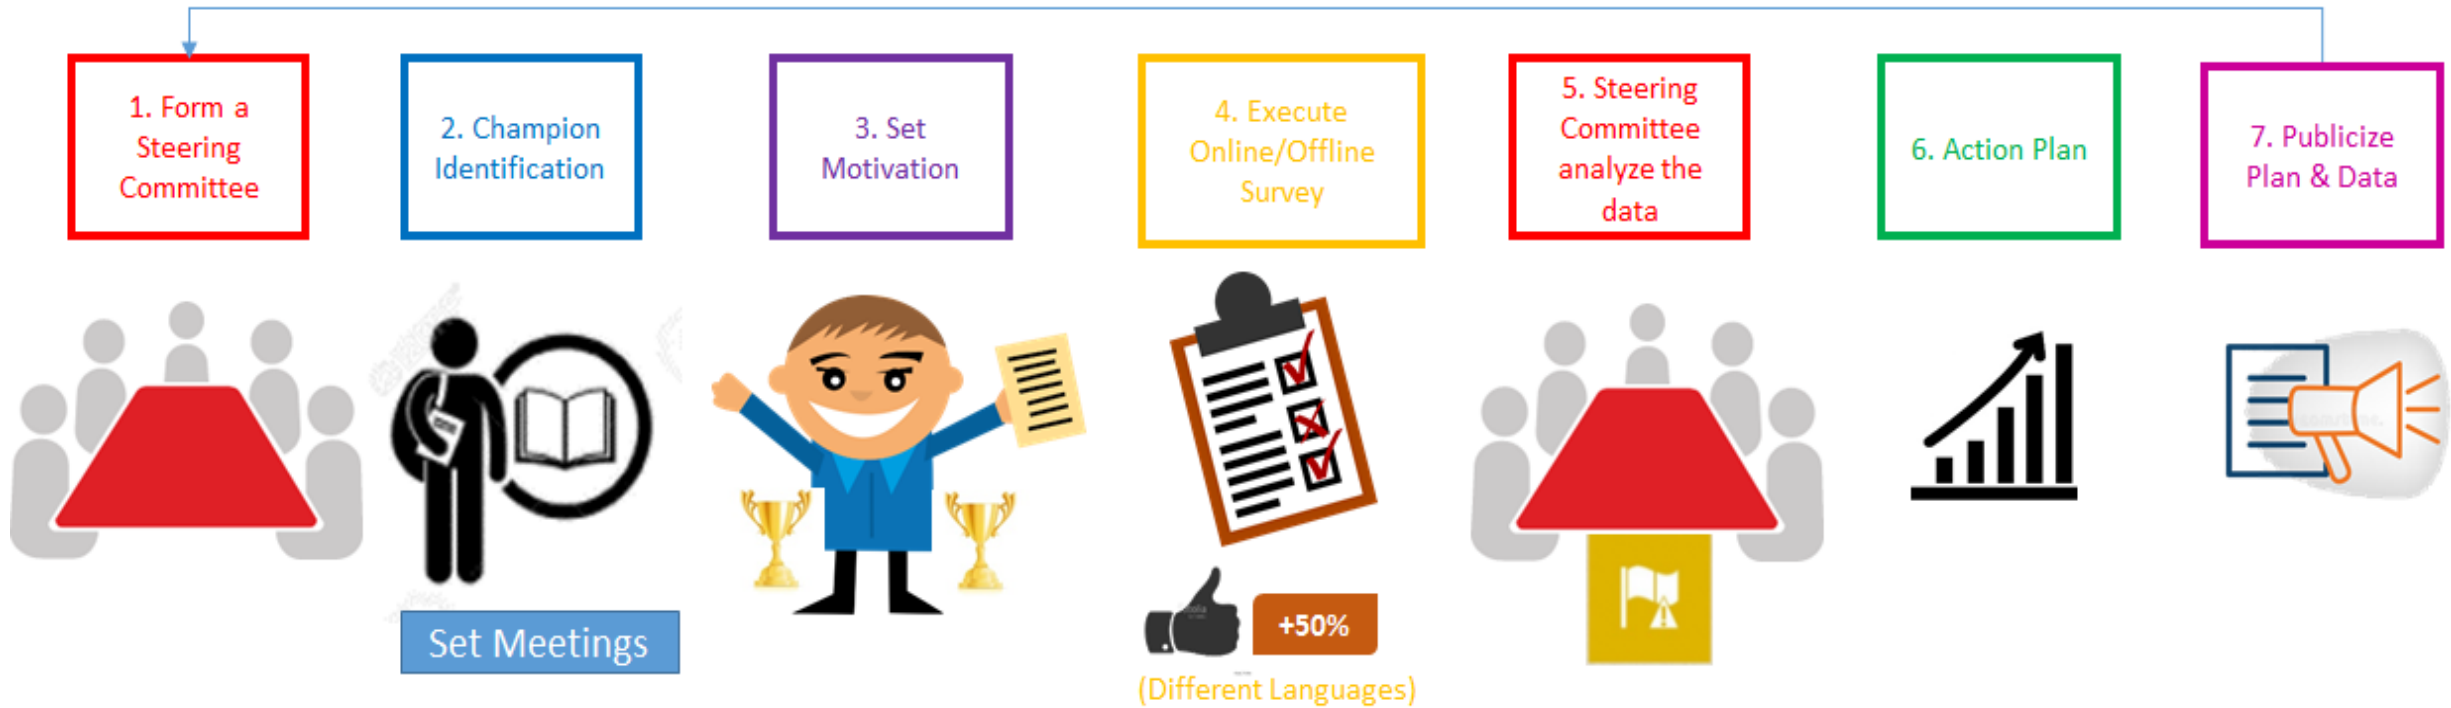 1. Form a
Steering
Committee
2. Champion
Identification
3. Set
Motivation
4. Execute
Online/Offline
Survey
5. Steering
Committee
analyze the
data
6. Action Plan
7. Publicize
Plan & Data
Set Meetings
+50%
(Different Languages)